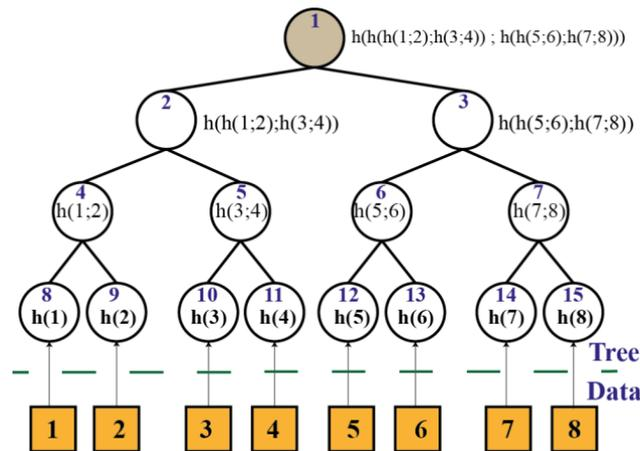 1
h(h(h(1;2);h(3;4)) ; h(h(5;6);h(7;8)))
2
h(h(1;2);h(3;4))
3
h(h(5;6);h(7;8))
4
h(1;2)
5
h(3;4)
6
h(5;6)
7
h(7;8)
8
h(1)
9
h(2)
10
h(3)
11
h(4)
12
h(5)
13
h(6)
14
h(7)
15
h(8)
Tree
Data
1
2
3
4
5
6
7
8